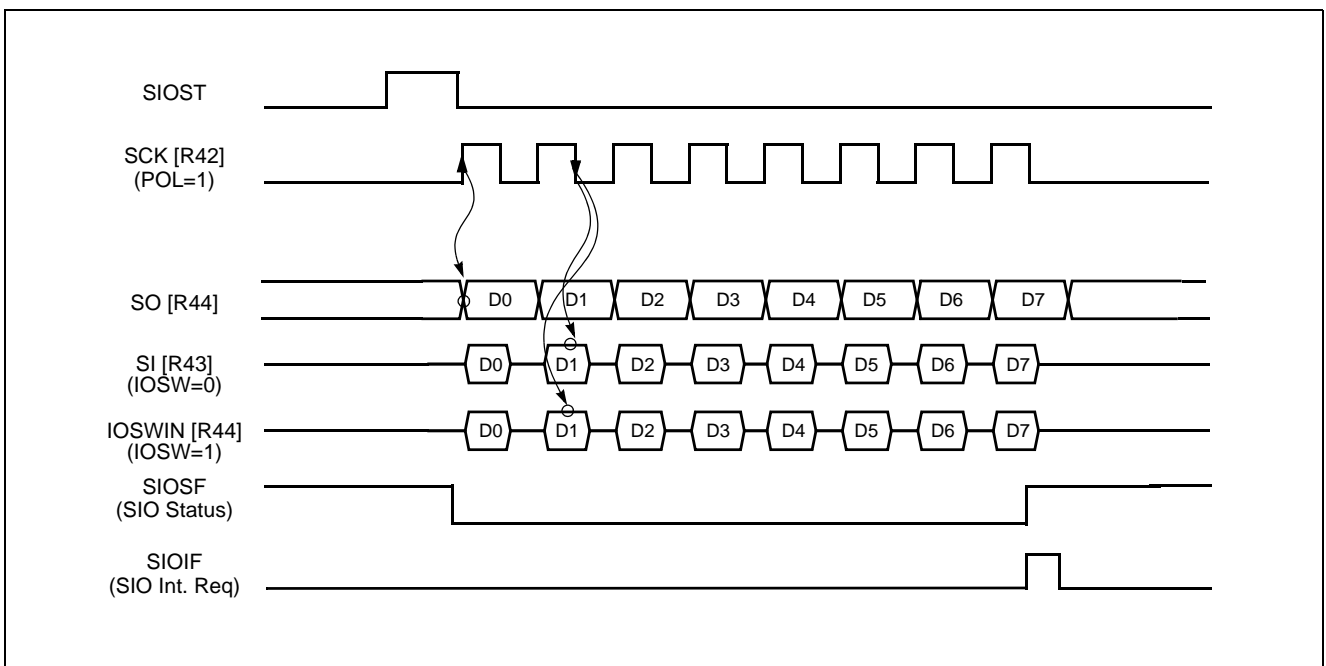 SIOST
SCK [R42]
(POL=1)
SO [R44]
D0 D1 D2 D3 D4 D5 D6 D7
SI [R43]
(IOSW=0)
D0 D1 D2 D3 D4 D5 D6 D7
IOSWIN [R44]
(IOSW=1)
D0 D1 D2 D3 D4 D5 D6 D7
SIOSF
(SIO Status)
SIOIF
(SIO Int. Req)